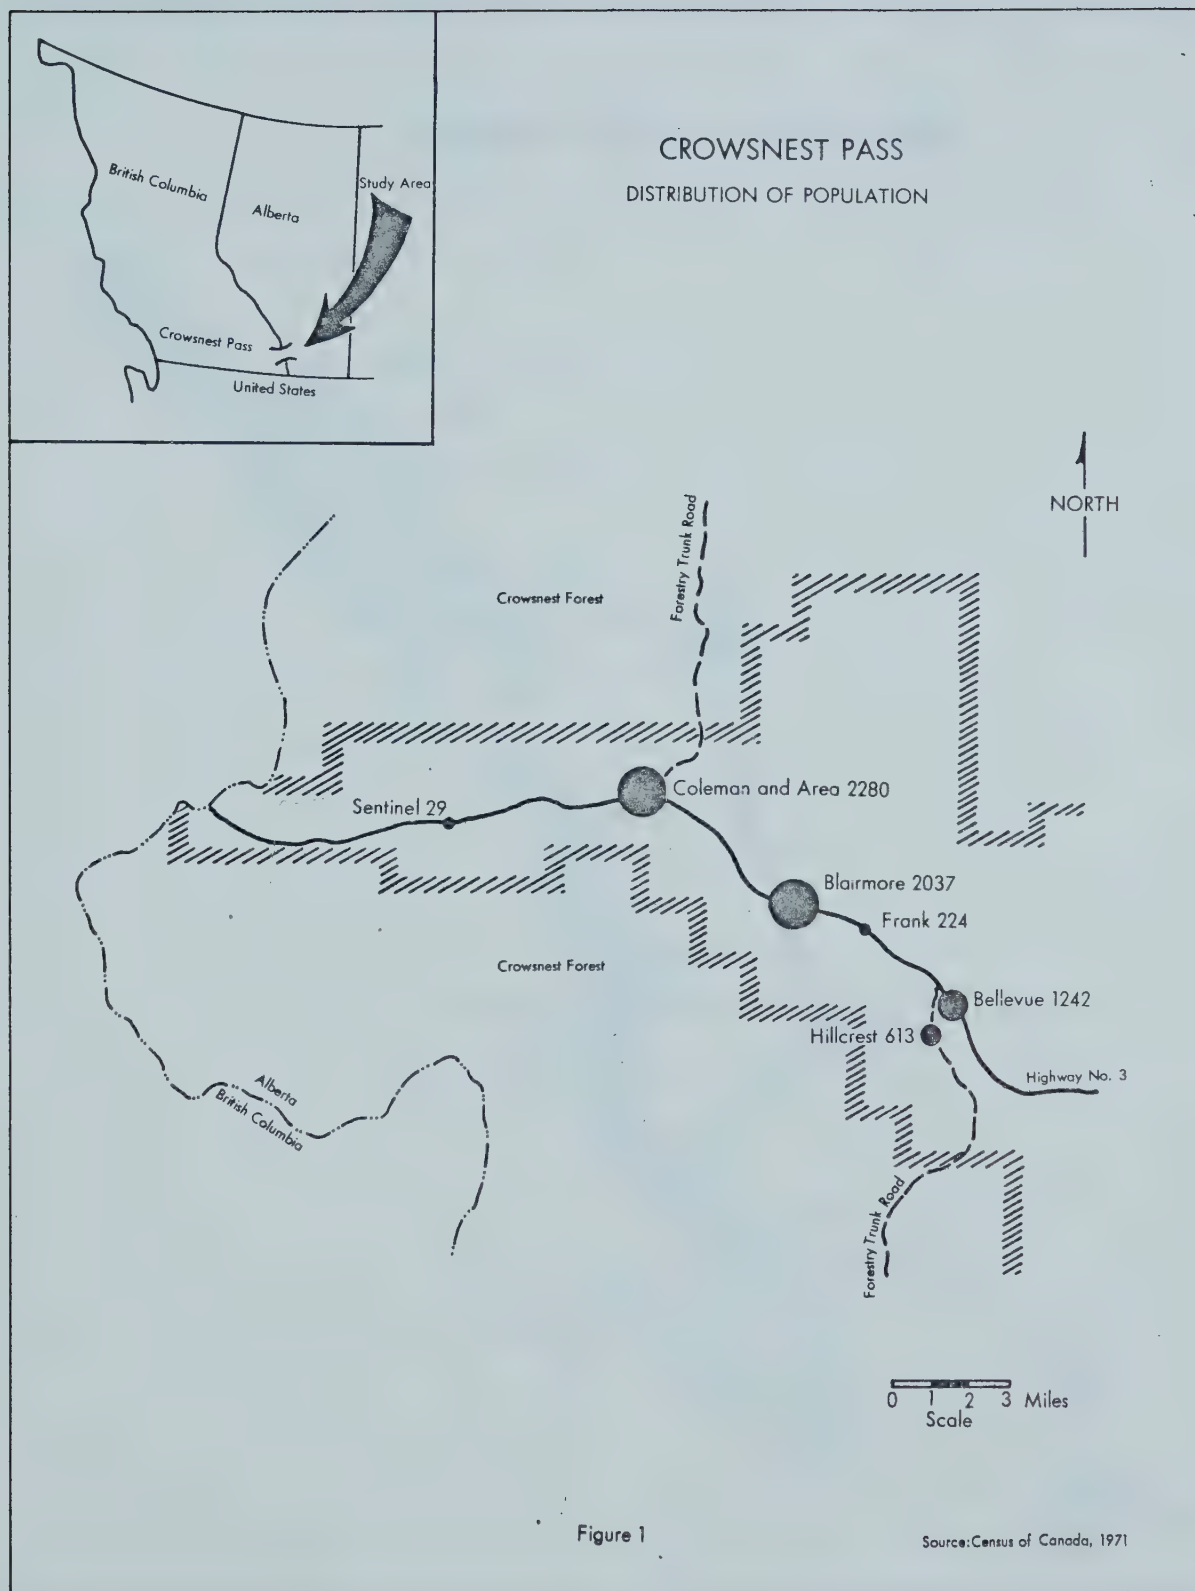 CROWSNEST PASS
DISTRIBUTION OF POPULATION
British Columbia
Alberta
Study Area
Crowsnest Pass
United States
NORTH
Forestry Trunk Road
Crowsnest Forest
Coleman and Area 2280
Sentinel 29
Blairmore 2037
Frank 224
Crowsnest Forest
Bellevue 1242
Hillcrest 613
Highway No. 3
Alberta
British Columbia
Forestry Trunk Road
0 1 2 3 Miles
Scale
Figure 1
Source:Census of Canada, 1971